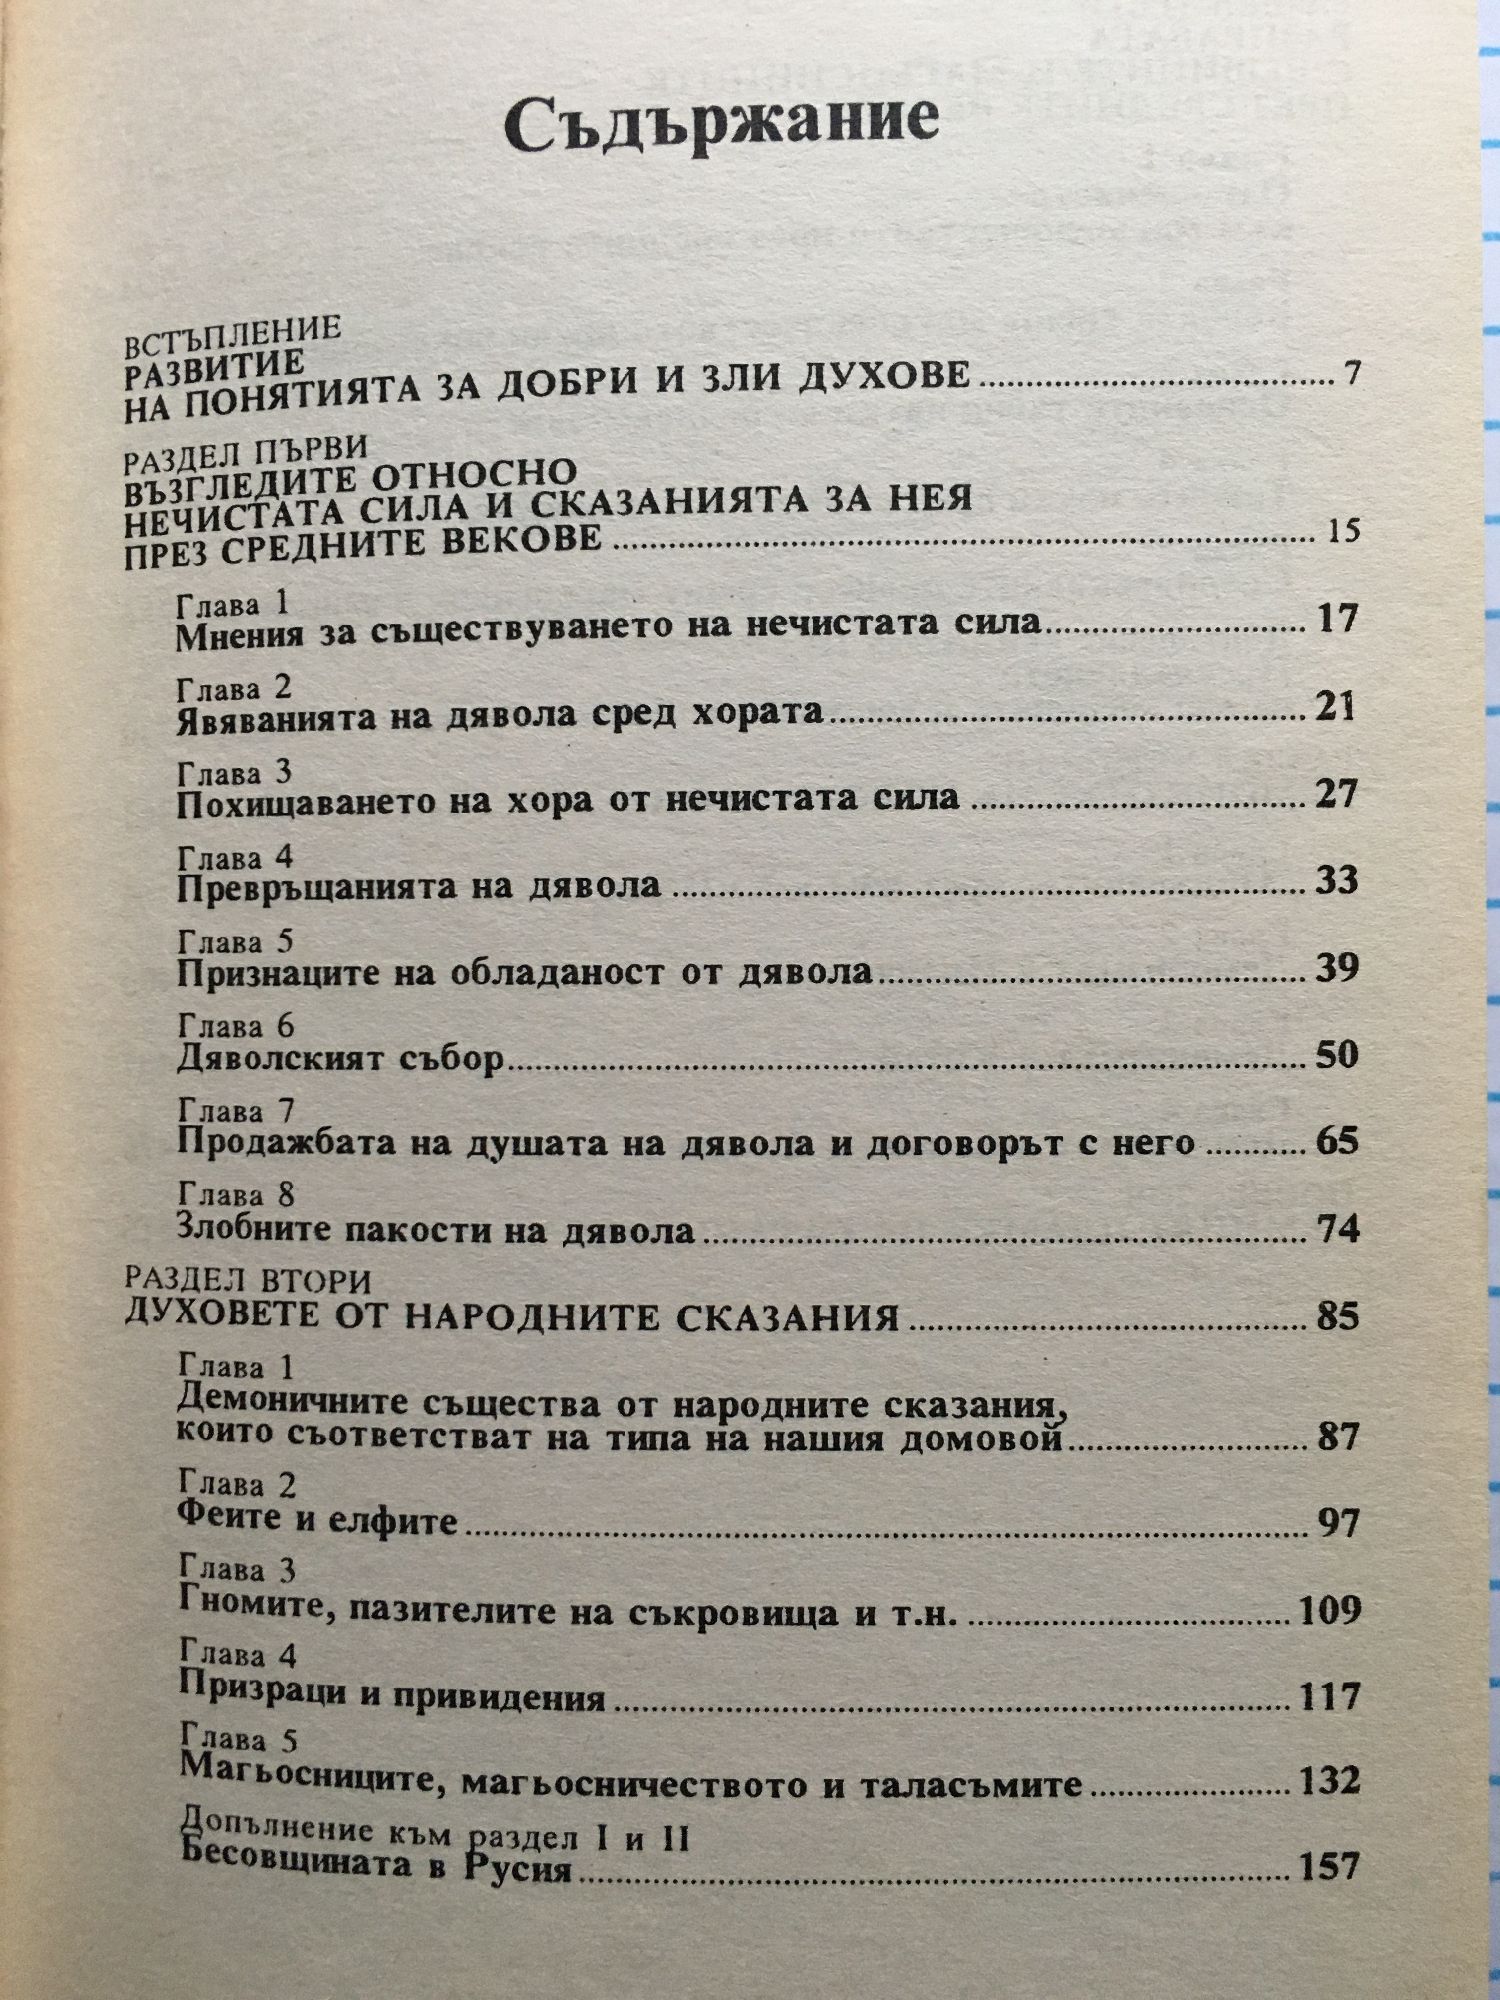 Съдържание
ВСТЪПЛЕНИЕ
РАЗВИТИЕ
НА ПОНЯТИЯТА ЗА ДОБРИ И ЗЛИ ДУХОВЕ........................................ 7
РАЗДЕЛ ПЪРВИ
ВЪЗГЛЕДИТЕ ОТНОСНО
НЕЧИСТАТА СИЛА И СКАЗАНИЯТА ЗА НЕЯ
ПРЕЗ СРЕДНИТЕ ВЕКОВЕ ........................................ 15
Глава 1
Мнения за съществуването на нечистата сила........................................ 17
Глава 2
Явяванията на дявола сред хората........................................ 21
Глава 3
Похищаването на хора от нечистата сила ........................................ 27
Глава 4
Превръщанията на дявола ........................................ 33
Глава 5
Признаците на обладаност от дявола........................................ 39
Глава 6
Дяволският събор........................................ 50
Глава 7
Продажбата на душата на дявола и договорът с него ........... 65
Глава 8
Злобните пакости на дявола ........................................ 74
РАЗДЕЛ ВТОРИ
ДУХОВЕТЕ ОТ НАРОДНИТЕ СКАЗАНИЯ ........................................ 85
Глава 1
Демоничните същества от народните сказания,
които съответстват на типа на нашия домовой........................................ 87
Глава 2
Феите и елфите ........................................ 97
Глава 3
Гномите, пазителите на съкровища и т.н. ........................................ 109
Глава 4
Призраци и привидения ........................................ 117
Глава 5
Магьосниците, магьосничеството и таласъмите ........................................ 132
Допълнение към раздел I и II
Бесовщината в Русия ........................................ 157